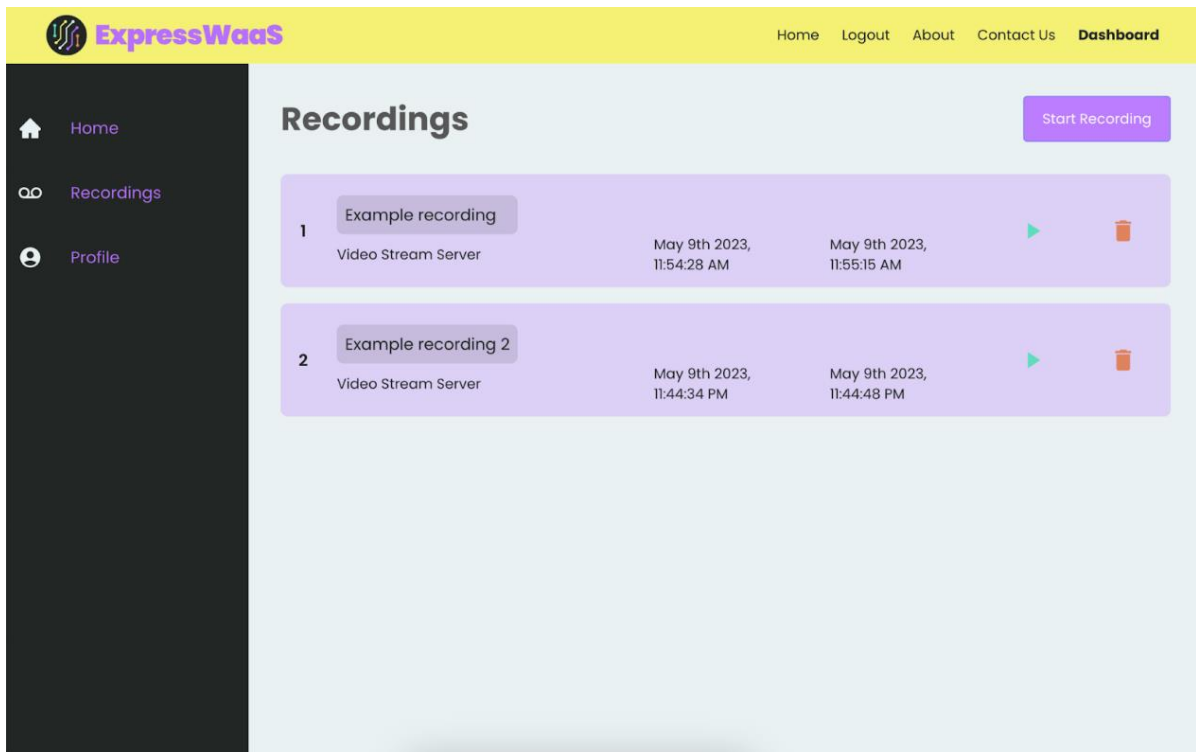 ExpressWaaS
Home Logout About Contact Us Dashboard
Home
Recordings
Profile
Recordings
Start Recording
1
Example recording
Video Stream Server
May 9th 2023,
11:54:28 AM
May 9th 2023,
11:55:15 AM
2
Example recording 2
Video Stream Server
May 9th 2023,
11:44:34 PM
May 9th 2023,
11:44:48 PM